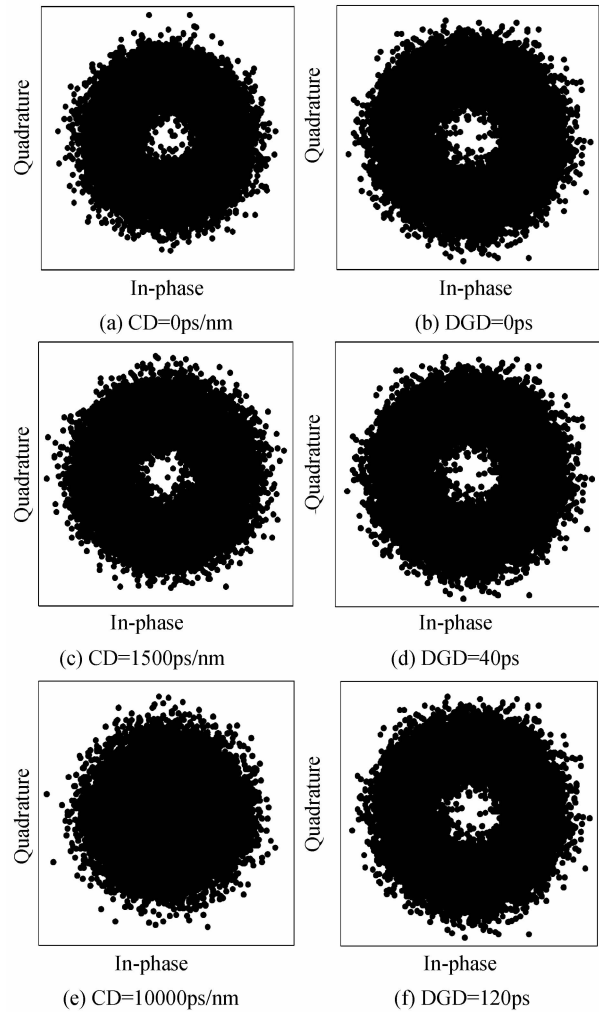 Quadrature
Quadrature
In-phase
In-phase
(a) CD=0ps/nm
(b) DGD=0ps
Quadrature
Quadrature
In-phase
In-phase
(c) CD=1500ps/nm
(d) DGD=40ps
Quadrature
Quadrature
In-phase
In-phase
(e) CD=10000ps/nm
(f) DGD=120ps